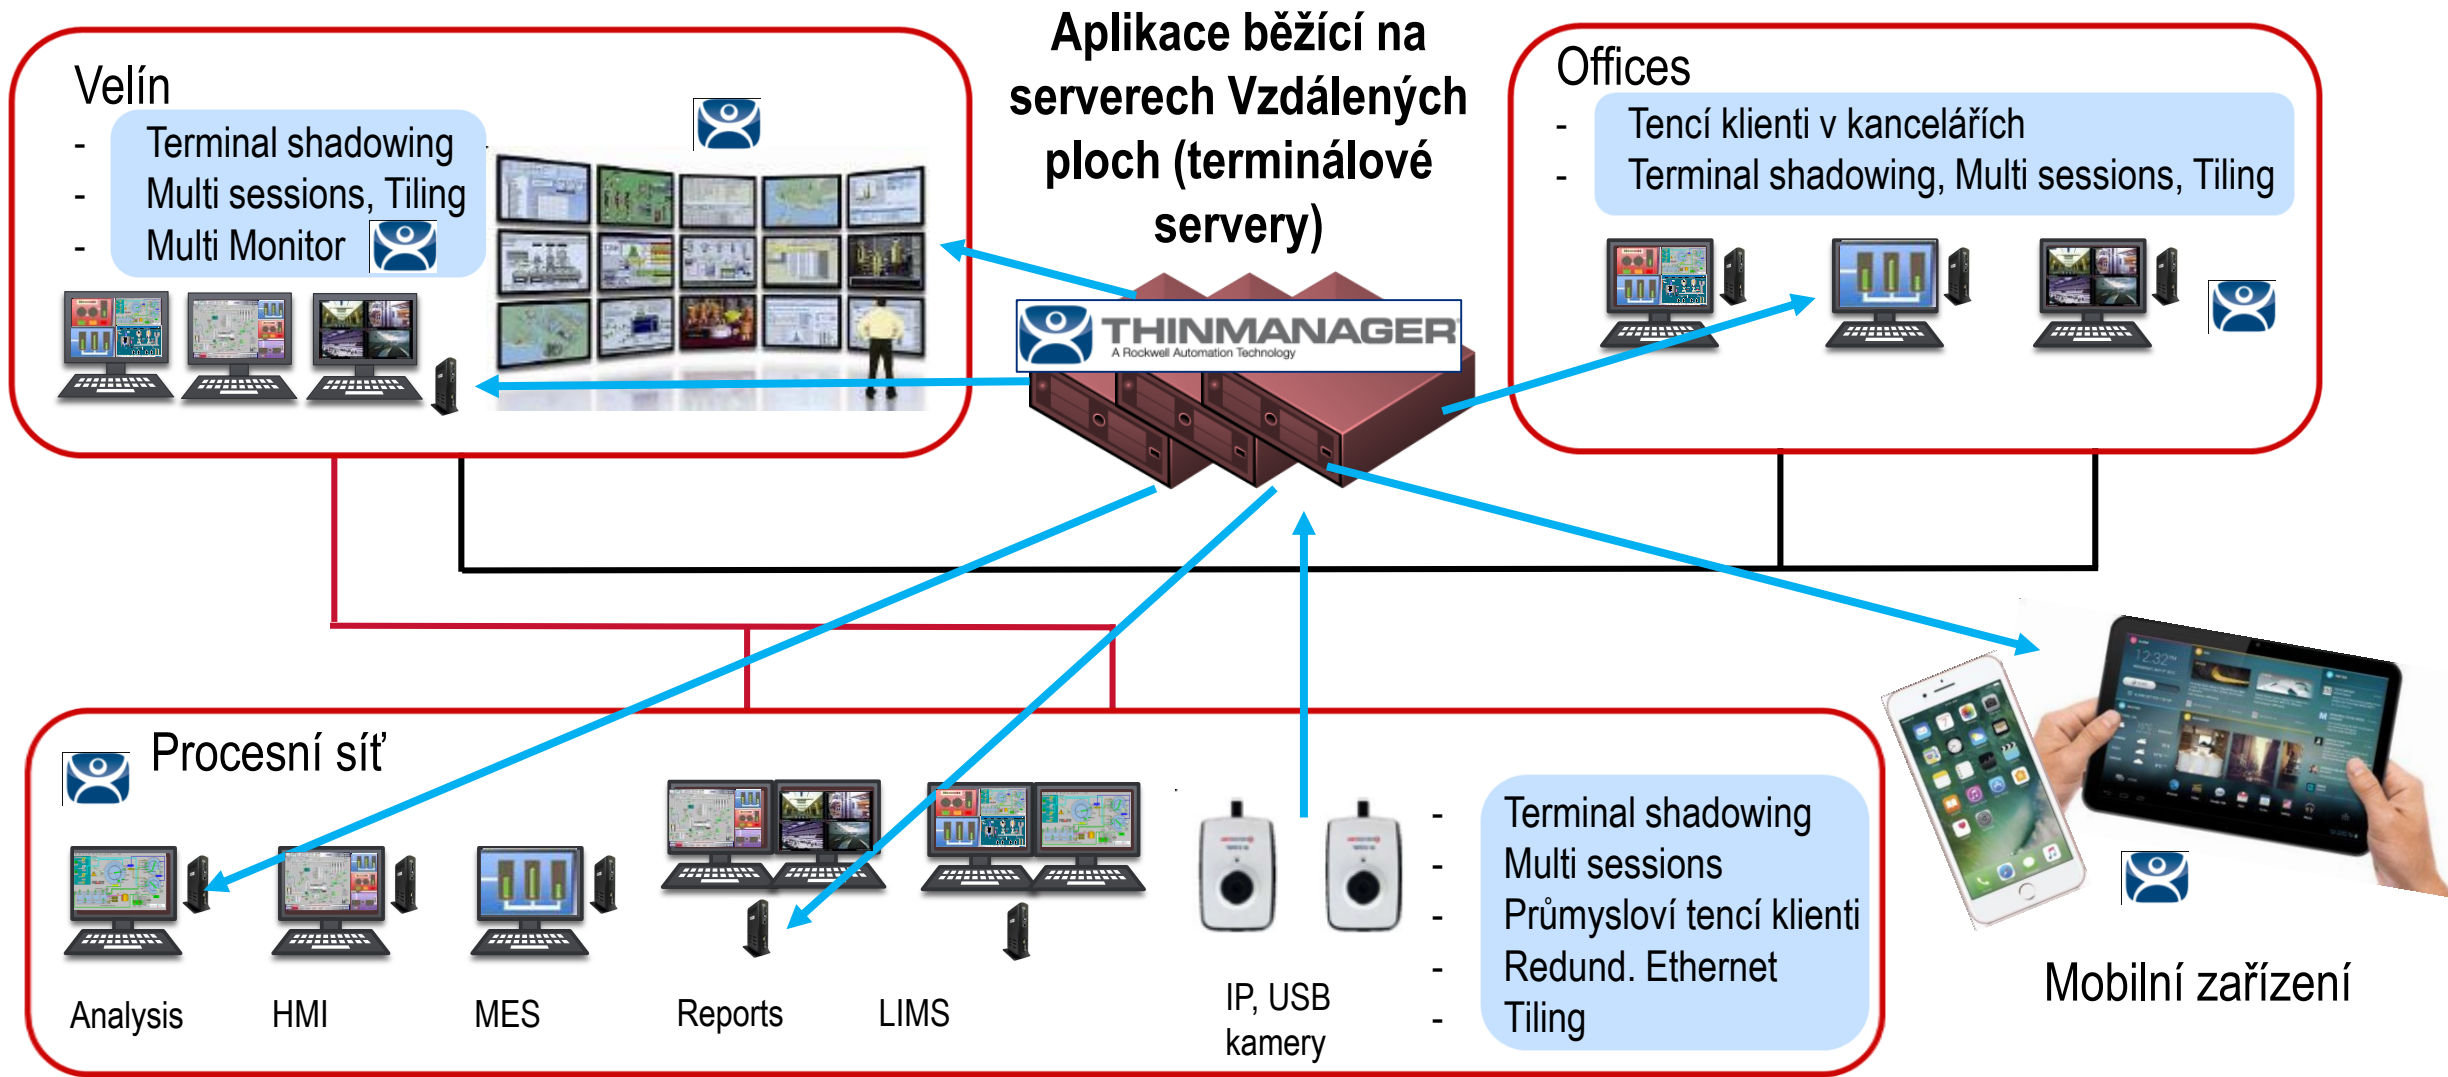 Aplikace běžící na
serverech Vzdálených
ploch (terminálové
servery)
Velín
- Terminal shadowing
- Multi sessions, Tiling
- Multi Monitor
THINMANAGER
A Rockwell Automation Technology
Offices
- Tencí klienti v kancelářích
- Terminal shadowing, Multi sessions, Tiling
Procesní síť
Analysis
HMI
MES
Reports
LIMS
IP, USB
kamery
- Terminal shadowing
- Multi sessions
- Průmysloví tencí klienti
- Redund. Ethernet
- Tiling
12:32
Mobilní zařízení